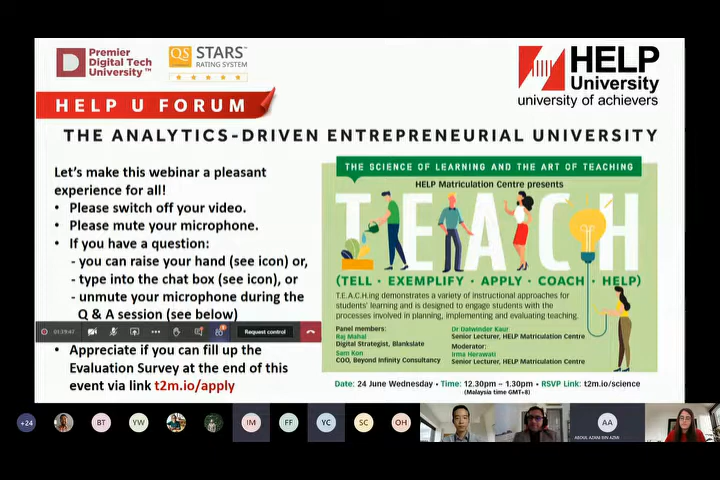 Premier
Digital Tech
University™
QS STARS™
RATING SYSTEM
HELP
University
university of achievers
HELP U FORUM
THE ANALYTICS-DRIVEN ENTREPRENEURIAL UNIVERSITY
Let's make this webinar a pleasant
experience for all!
• Please switch off your video.
• Please mute your microphone.
• If you have a question:
- you can raise your hand (see icon) or,
- type into the chat box (see icon), or
- unmute your microphone during the
Q & A session (see below)
01:39:47
Request control
• Appreciate if you can fill up the
Evaluation Survey at the end of this
event via link t2m.io/apply
THE SCIENCE OF LEARNING AND THE ART OF TEACHING
HELP Matriculation Centre presents
TEACH
(TELL · EXEMPLIFY · APPLY · COACH · HELP)
T.E.A.C.H.ing demonstrates a variety of instructional approaches for
students' learning and is designed to engage students with the
processes involved in planning, implementing and evaluating teaching.
Panel members:
Raj Mahal
Digital Strategist, Blankslate
Sam Kon
COO, Beyond Infinity Consultancy
Dr Dalwinder Kaur
Senior Lecturer, HELP Matriculation Centre
Moderator:
Irma Herawati
Senior Lecturer, HELP Matriculation Centre
Date: 24 June Wednesday • Time: 12.30pm – 1.30pm • RSVP Link: t2m.io/science
(Malaysia time GMT+8)
+24
BT
YW
IM
FF
YC
SC
OH
AA
ABDUL AZAM BIN AZMI